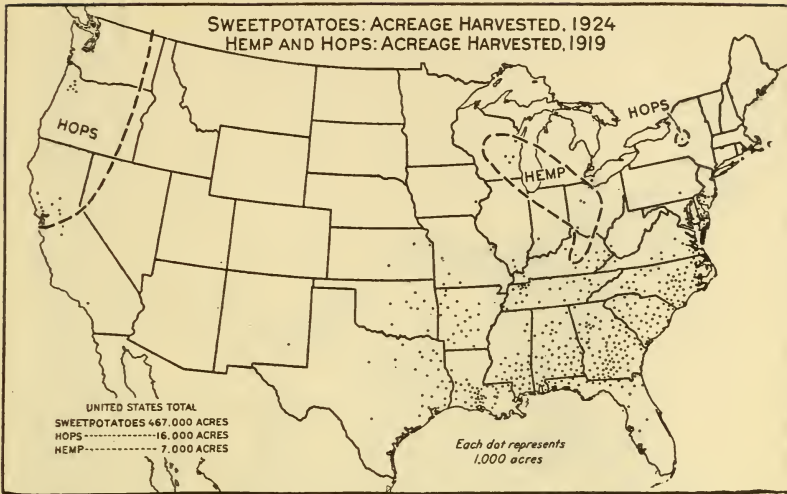 SWEETPOTATOES: ACREAGE HARVESTED, 1924
HEMP AND HOPS: ACREAGE HARVESTED, 1919
HOPS
HOPS
HEMP
UNITED STATES TOTAL
SWEETPOTATOES 467,000 ACRES
HOPS ---------------- 16,000 ACRES
HEMP ---------------- 7,000 ACRES
Each dot represents
1,000 acres